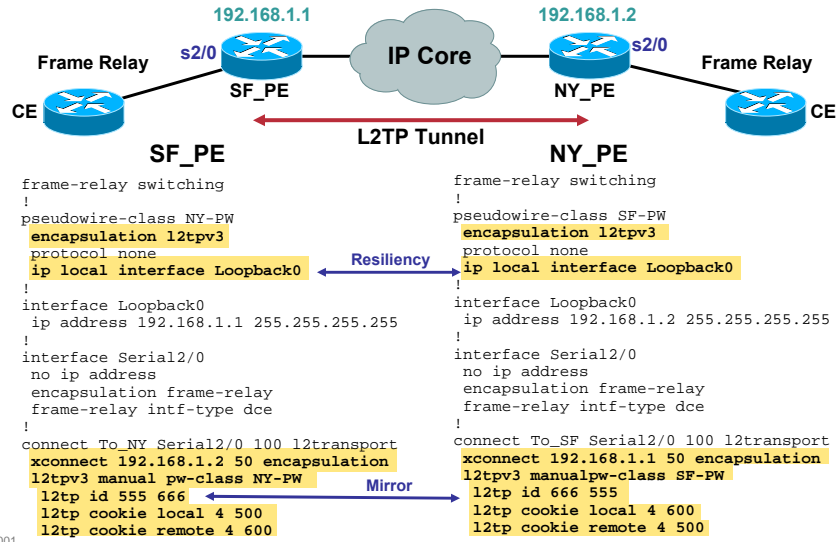 192.168.1.1
192.168.1.2
s2/0
IP Core
s2/0
Frame Relay
Frame Relay
SF_PE
NY_PE
CE
CE
L2TP Tunnel
SF_PE
NY_PE
frame-relay switching
!
pseudowire-class NY-PW
encapsulation l2tpv3
protocol none
ip local interface Loopback0
!
interface Loopback0
ip address 192.168.1.1 255.255.255.255
!
interface Serial2/0
no ip address
encapsulation frame-relay
frame-relay intf-type dce
!
connect To_NY Serial2/0 100 l2transport
xconnect 192.168.1.2 50 encapsulation
l2tpv3 manual pw-class NY-PW
l2tp id 555 666
l2tp cookie local 4 500
l2tp cookie remote 4 600
Resiliency
Mirror
frame-relay switching
!
pseudowire-class SF-PW
encapsulation l2tpv3
protocol none
ip local interface Loopback0
!
interface Loopback0
ip address 192.168.1.2 255.255.255.255
!
interface Serial2/0
no ip address
encapsulation frame-relay
frame-relay intf-type dce
!
connect To_SF Serial2/0 100 l2transport
xconnect 192.168.1.1 50 encapsulation
l2tpv3 manualpw-class SF-PW
l2tp id 666 555
l2tp cookie local 4 600
l2tp cookie remote 4 500